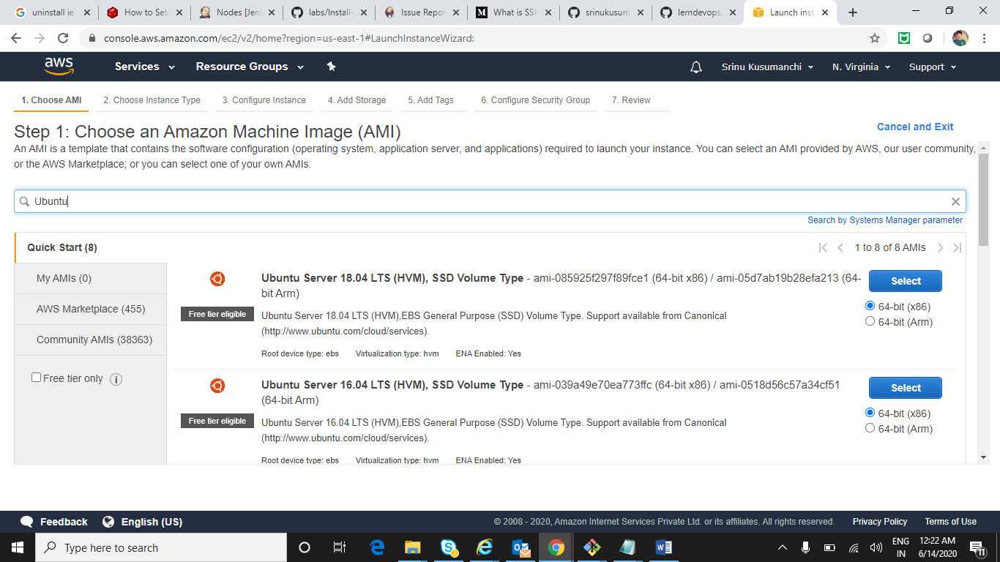 uninstall ie
How to Setu
Nodes [Jenk
labs/Install-
Issue Repor
What is SSH
srinukusum
lerndevops/
Launch inst
console.aws.amazon.com/ec2/v2/home?region=us-east-1#LaunchInstanceWizard:
aws
Services
Resource Groups
Srinu Kusumanchi
N. Virginia
Support
1. Choose AMI
2. Choose Instance Type
3. Configure Instance
4. Add Storage
5. Add Tags
6. Configure Security Group
7. Review
Step 1: Choose an Amazon Machine Image (AMI)
Cancel and Exit
An AMI is a template that contains the software configuration (operating system, application server, and applications) required to launch your instance. You can select an AMI provided by AWS, our user community,
or the AWS Marketplace; or you can select one of your own AMIs.
Ubuntu
Search by Systems Manager parameter
Quick Start (8)
1 to 8 of 8 AMIs
My AMIs (0)
AWS Marketplace (455)
Community AMIs (38363)
Free tier only
Ubuntu Server 18.04 LTS (HVM), SSD Volume Type - ami-085925f297f89fce1 (64-bit x86) / ami-05d7ab19b28efa213 (64-
bit Arm)
Free tier eligible
Ubuntu Server 18.04 LTS (HVM),EBS General Purpose (SSD) Volume Type. Support available from Canonical
(http://www.ubuntu.com/cloud/services).
Root device type: ebs
Virtualization type: hvm
ENA Enabled: Yes
Select
64-bit (x86)
64-bit (Arm)
Ubuntu Server 16.04 LTS (HVM), SSD Volume Type - ami-039a49e70ea773ffc (64-bit x86) / ami-0518d56c57a34cf51
(64-bit Arm)
Free tier eligible
Ubuntu Server 16.04 LTS (HVM),EBS General Purpose (SSD) Volume Type. Support available from Canonical
(http://www.ubuntu.com/cloud/services).
Root device type: ebs
Virtualization type: hvm
ENA Enabled: Yes
Select
64-bit (x86)
64-bit (Arm)
Feedback
English (US)
© 2008 - 2020, Amazon Internet Services Private Ltd. or its affiliates. All rights reserved.
Privacy Policy
Terms of Use
Type here to search
ENG
IN
12:22 AM
6/14/2020
11